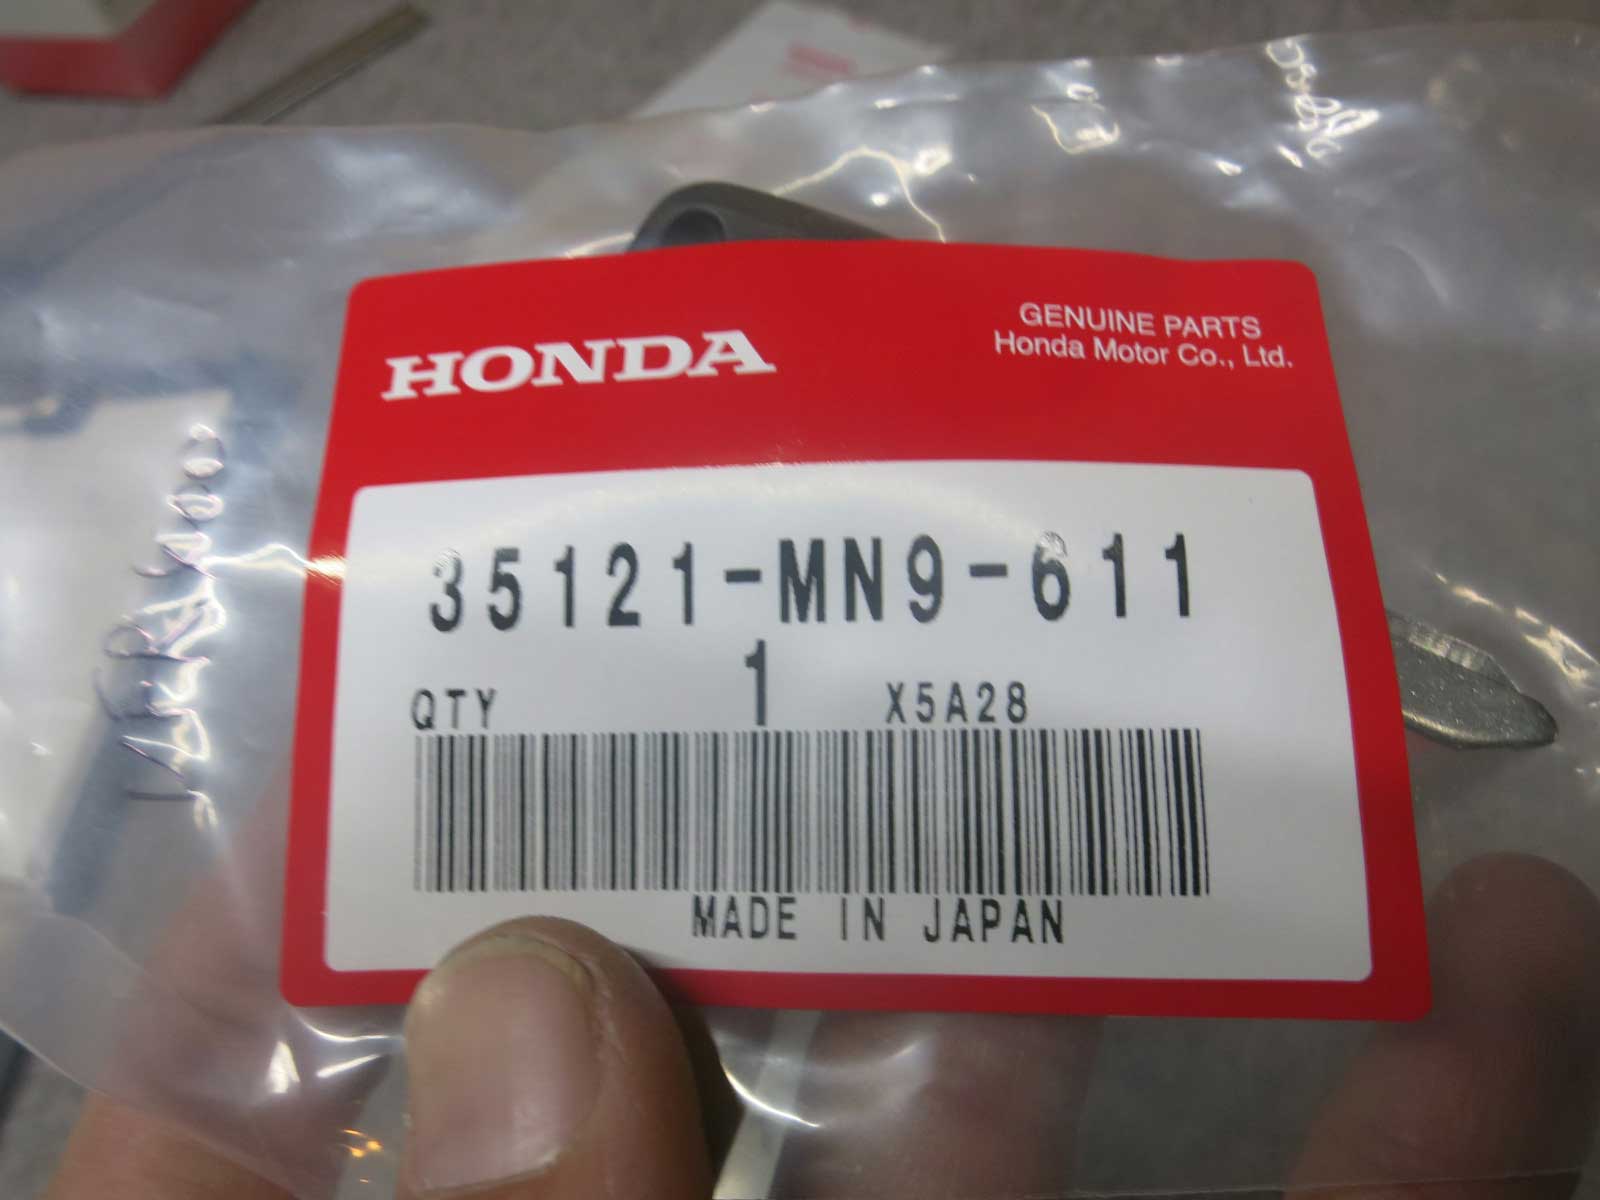 HONDA
GENUINE PARTS
Honda Motor Co., Ltd.
35121-MN9-611
QTY 1 X5A28
MADE IN JAPAN